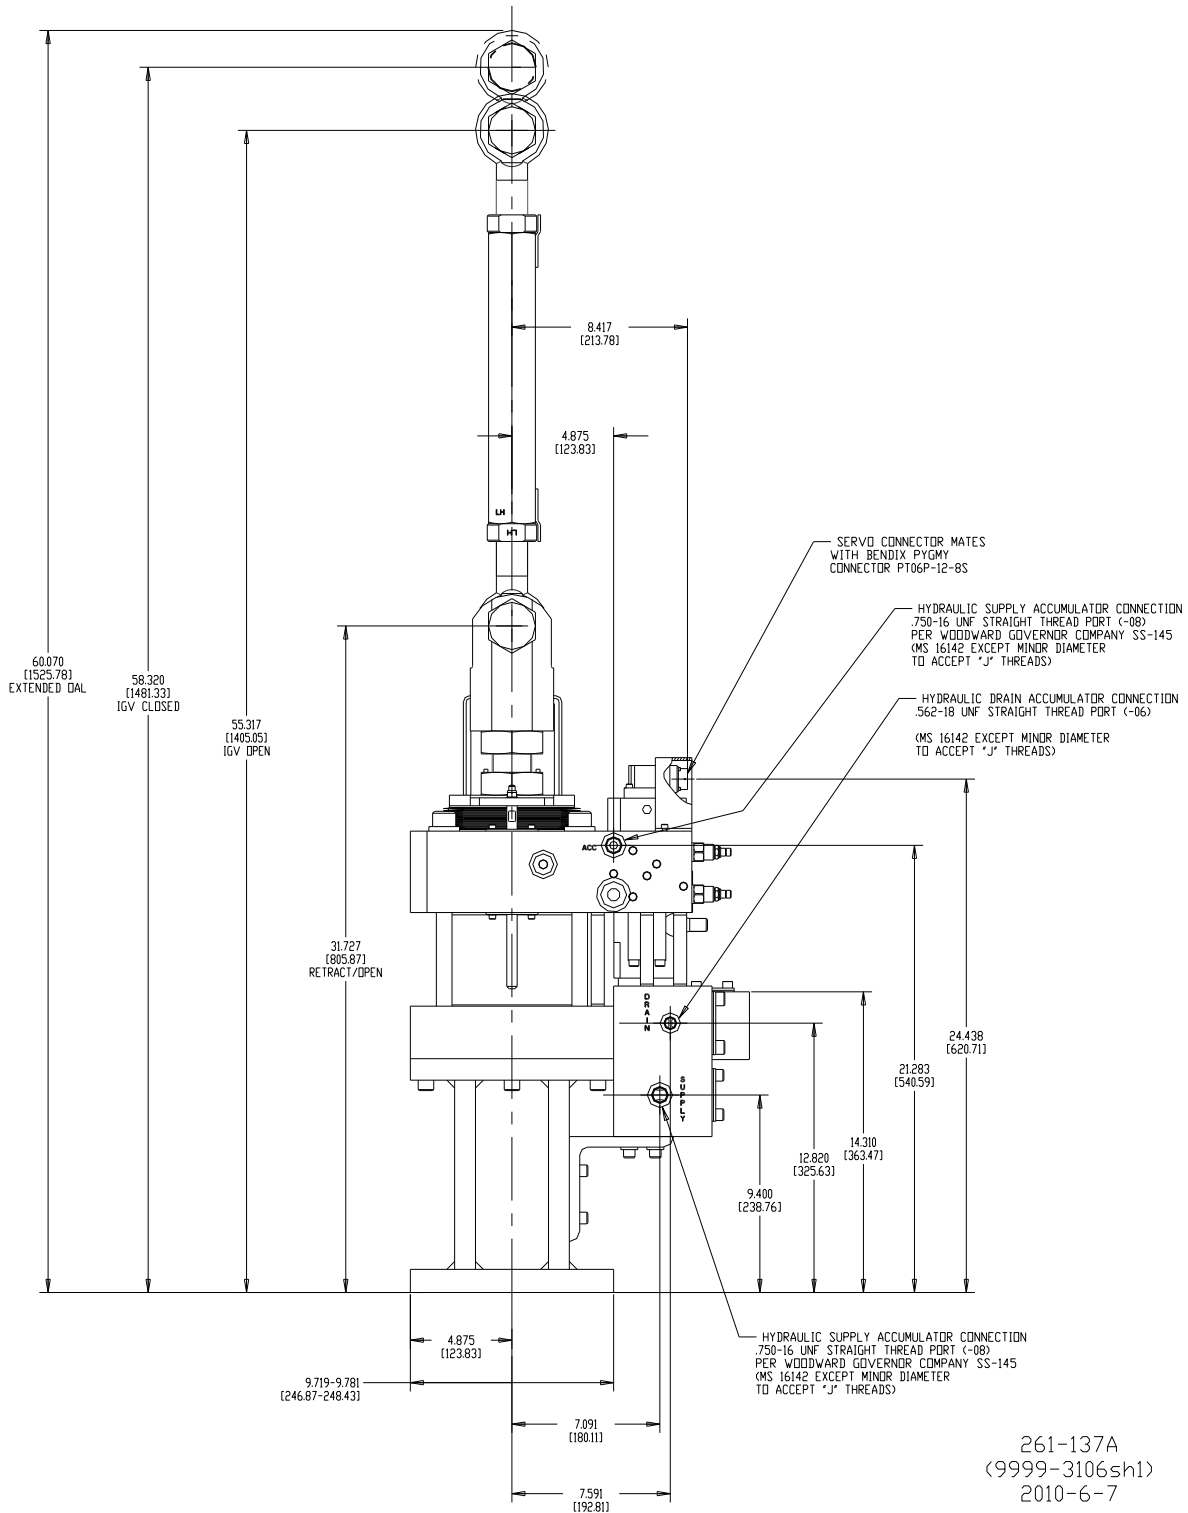 8.417
[213.78]
4.875
[123.83]
LH
LH
SERVO CONNECTOR MATES
WITH BENDIX PYGMY
CONNECTOR PT06P-12-8S
HYDRAULIC SUPPLY ACCUMULATOR CONNECTION
.750-16 UNF STRAIGHT THREAD PORT (-08)
PER WOODWARD GOVERNOR COMPANY SS-145
(MS 16142 EXCEPT MINOR DIAMETER
TO ACCEPT "J" THREADS)
60.070
[1525.78]
EXTENDED OAL
58.320
[1481.33]
IGV CLOSED
55.317
[1405.05]
IGV OPEN
HYDRAULIC DRAIN ACCUMULATOR CONNECTION
.562-18 UNF STRAIGHT THREAD PORT (-06)
(MS 16142 EXCEPT MINOR DIAMETER
TO ACCEPT "J" THREADS)
ACC
31.727
[805.87]
RETRACT/OPEN
DRAIN
SUPPLY
24.438
[620.71]
21.283
[540.59]
14.310
[363.47]
12.820
[325.63]
9.400
[238.76]
4.875
[123.83]
9.719-9.781
[246.87-248.43]
7.091
[180.11]
7.591
[192.81]
HYDRAULIC SUPPLY ACCUMULATOR CONNECTION
.750-16 UNF STRAIGHT THREAD PORT (-08)
PER WOODWARD GOVERNOR COMPANY SS-145
(MS 16142 EXCEPT MINOR DIAMETER
TO ACCEPT "J" THREADS)
261-137A
(9999-3106sh1)
2010-6-7